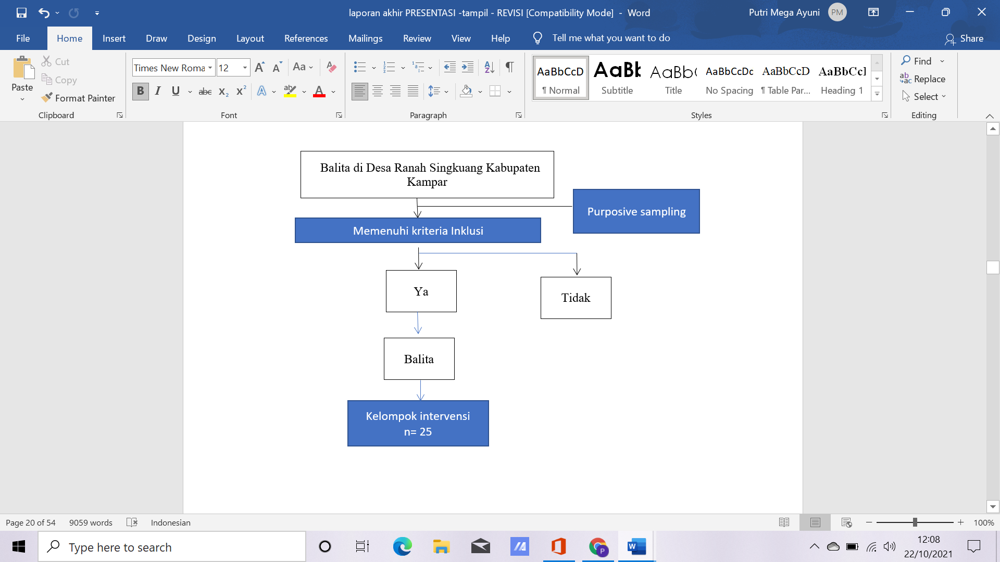 laporan akhir PRESENTASI -tampil - REVISI [Compatibility Mode] - Word
Putri Mega Ayuni PM
File Home Insert Draw Design Layout References Mailings Review View Help Tell me what you want to do Share
Paste
Cut
Copy
Format Painter
Clipboard
Times New Roma 12
Font
Paragraph
AaBbCcD AaBb AaBb( AaBbCcDc AaBbCcD AaBbCcI
¶ Normal Subtitle Title No Spacing ¶ Table Par... Heading 1
Styles
Find
Replace
Select
Editing
Balita di Desa Ranah Singkuang Kabupaten
Kampar
Purposive sampling
Memenuhi kriteria Inklusi
Ya
Tidak
Balita
Kelompok intervensi
n= 25
Page 20 of 54 9059 words Indonesian 100%
Type here to search
12:08
22/10/2021